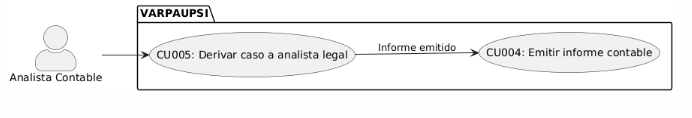 VARPAUPSI
Analista Contable
CU005: Derivar caso a analista legal
Informe emitido
CU004: Emitir informe contable